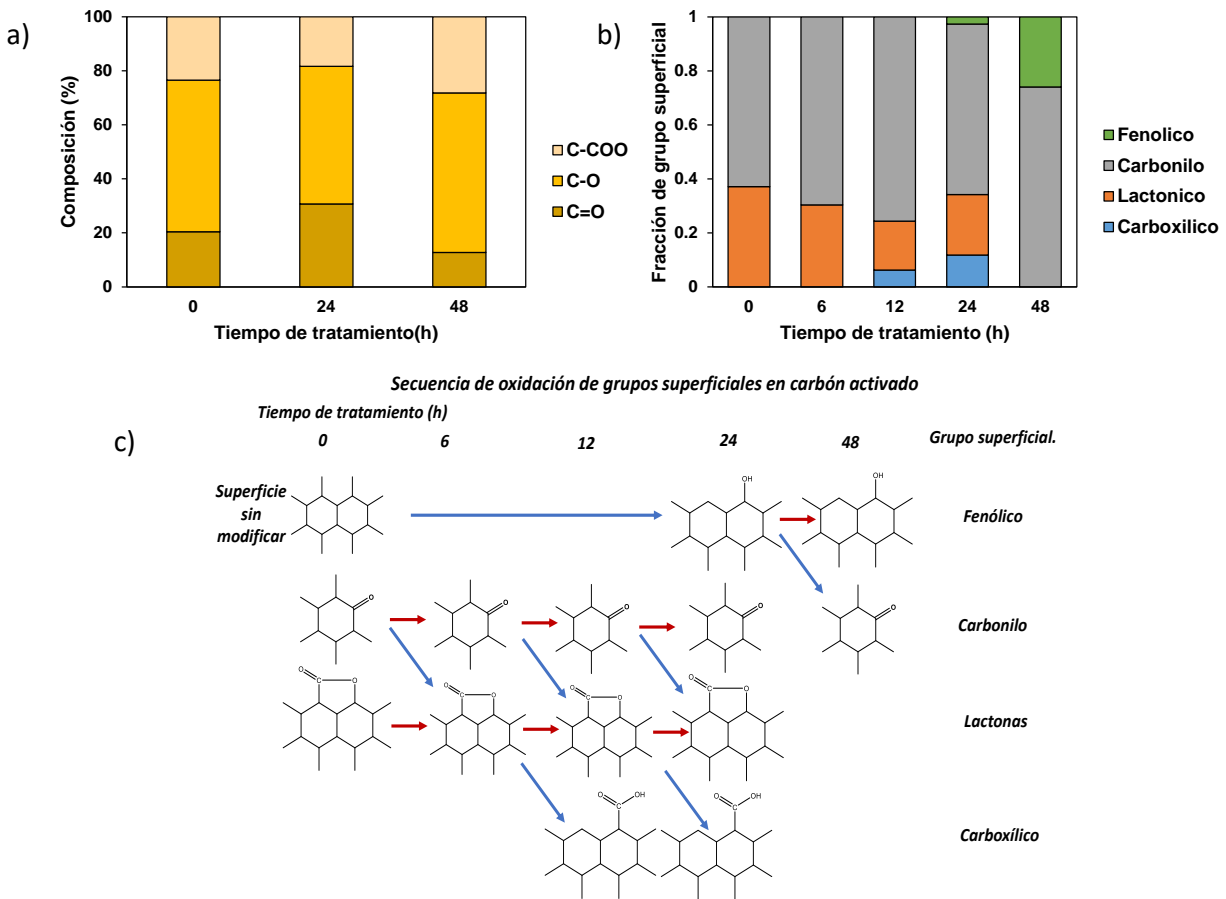 a)
100
80
60
40
20
0
Composición (%)
0 24 48
Tiempo de tratamiento(h)
C-COO
C-O
C=O
b)
1
0.8
0.6
0.4
0.2
0
Fracción de grupo superficial
0 6 12 24 48
Tiempo de tratamiento (h)
Fenolico
Carbonilo
Lactonico
Carboxilico
Secuencia de oxidación de grupos superficiales en carbón activado
Tiempo de tratamiento (h)
c)
0 6 12 24 48 Grupo superficial.
Superficie
sin
modificar
OH
OH
Fenólico
O
O
O
O
O
Carbonilo
O C O
O C O
O C O
O C O
Lactonas
O C OH
O C OH
Carboxílico